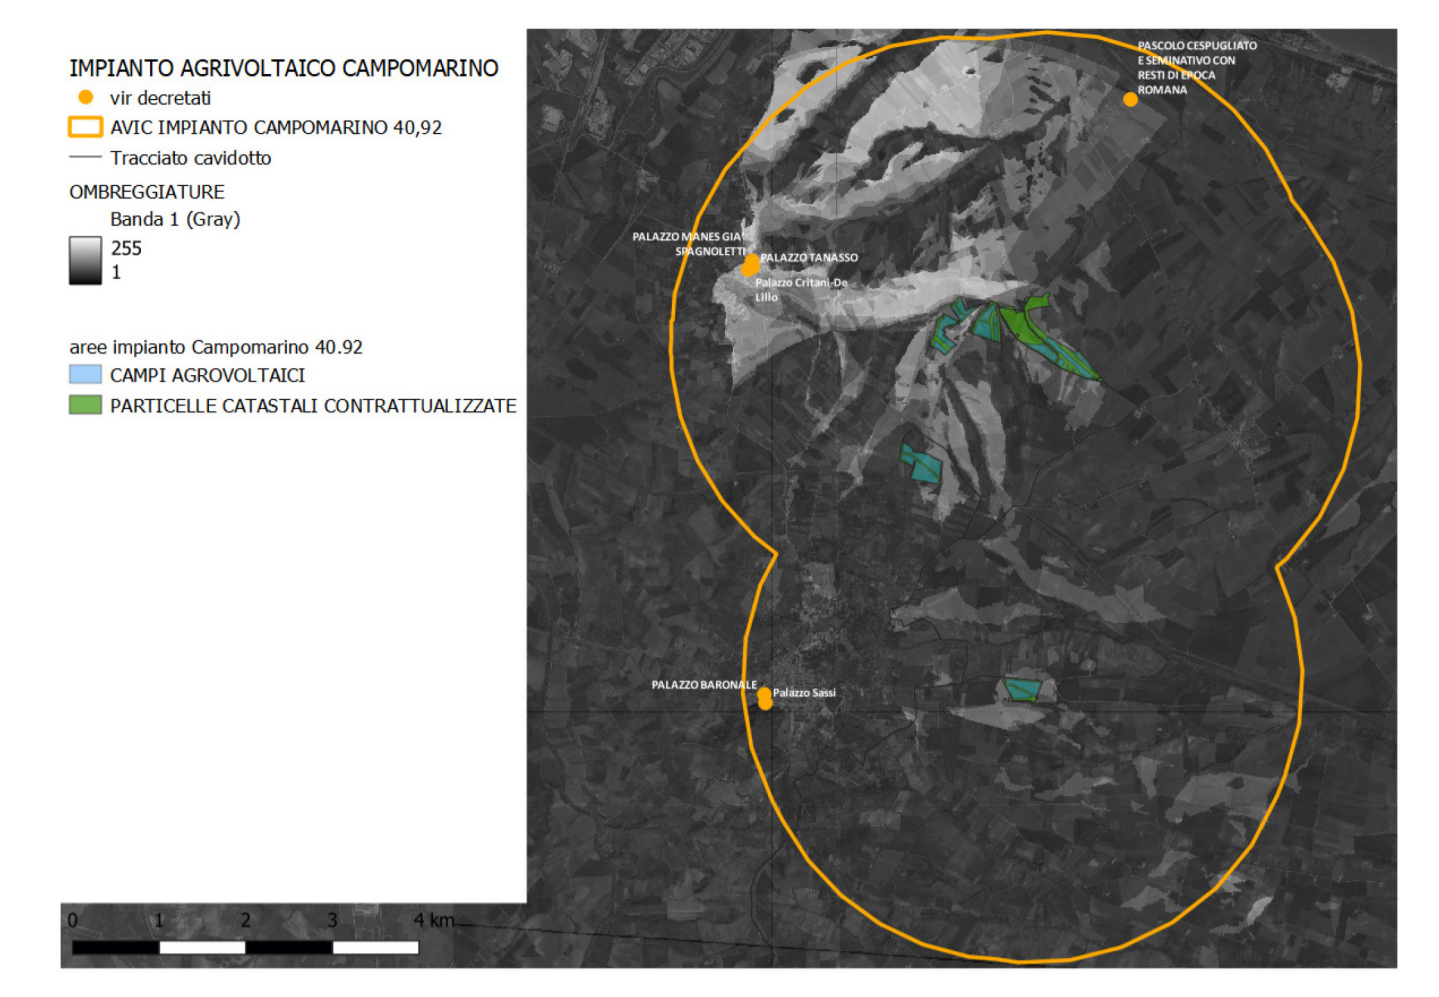 IMPIANTO AGRIVOLTAICO CAMPOMARINO
vir decretati
AVIC IMPIANTO CAMPOMARINO 40,92
Tracciato cavidotto
OMBREGGIATURE
Banda 1 (Gray)
255
1
aree impianto Campomarino 40.92
CAMPI AGROVOLTAICI
PARTICELLE CATASTALI CONTRATTUALIZZATE
PASCOLO CESPUGLIATO
E SEMINATIVO CON
RESTI DI EPOCA
ROMANA
PALAZZO MANES GIA'
SPAGNOLETTI
PALAZZO TANASSO
Palazzo Critani-De
Lillo
PALAZZO BARONALE
Palazzo Sassi
0 1 2 3 4 km